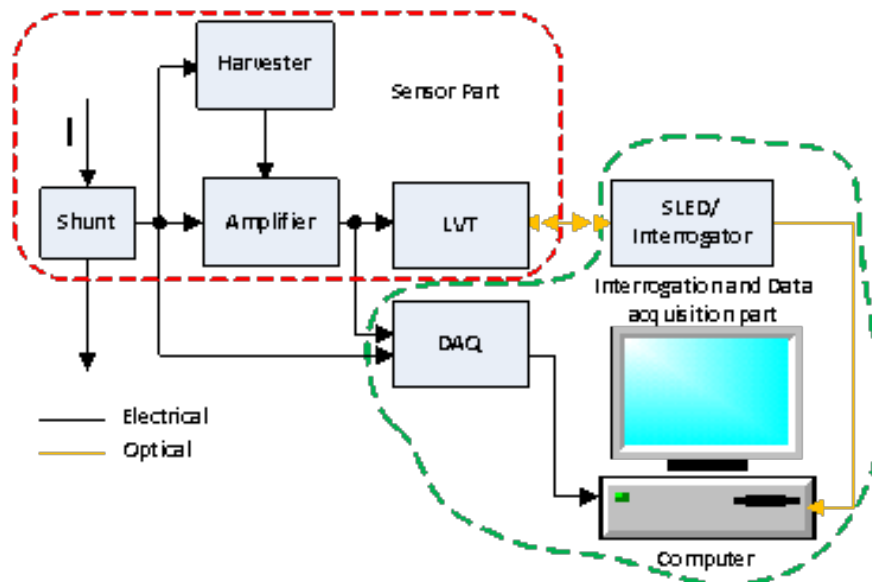 Harvester
Sensor Part
I
Shunt
Amplifier
LVT
SLED/
Interrogator
Interrogation and Data
acquisition part
DAQ
Electrical
Optical
Computer